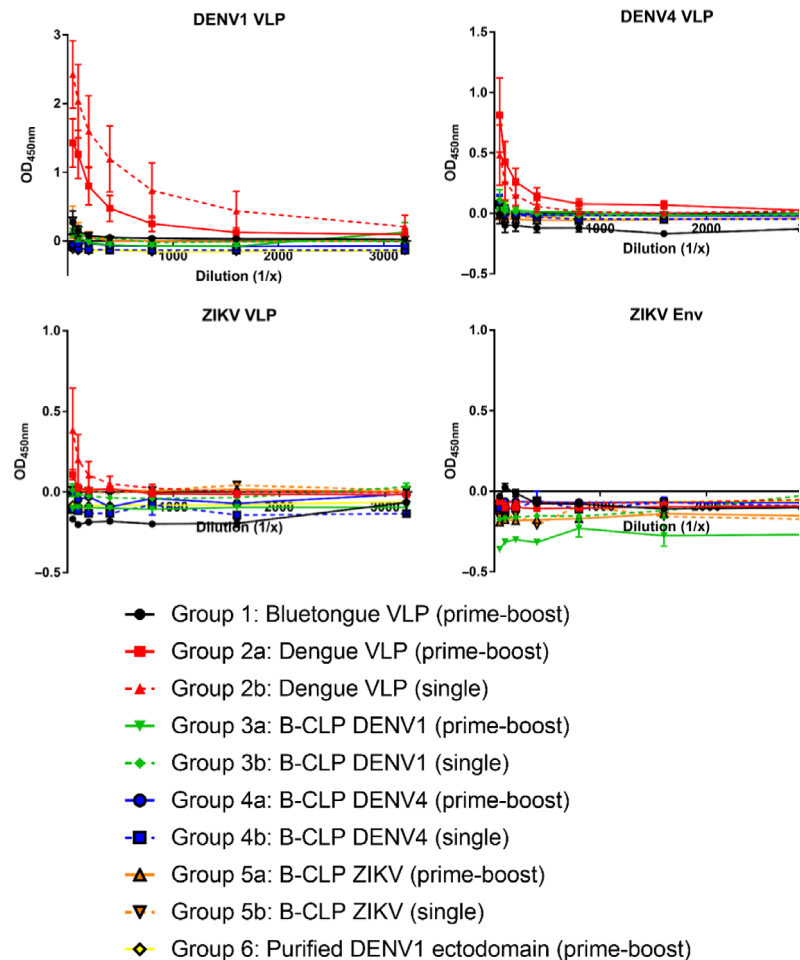 DENV1 VLP
3
2
1
0
OD450nm
1000
2000
3000
Dilution (1/x)
DENV4 VLP
1.5
1.0
0.5
0.0
−0.5
OD450nm
1000
2000
Dilution (1/x)
ZIKV VLP
1.0
0.5
0.0
−0.5
OD450nm
1000
2000
3000
Dilution (1/x)
ZIKV Env
1.0
0.5
0.0
−0.5
OD450nm
1000
2000
Dilution (1/x)
Group 1: Bluetongue VLP (prime-boost)
Group 2a: Dengue VLP (prime-boost)
Group 2b: Dengue VLP (single)
Group 3a: B-CLP DENV1 (prime-boost)
Group 3b: B-CLP DENV1 (single)
Group 4a: B-CLP DENV4 (prime-boost)
Group 4b: B-CLP DENV4 (single)
Group 5a: B-CLP ZIKV (prime-boost)
Group 5b: B-CLP ZIKV (single)
Group 6: Purified DENV1 ectodomain (prime-boost)